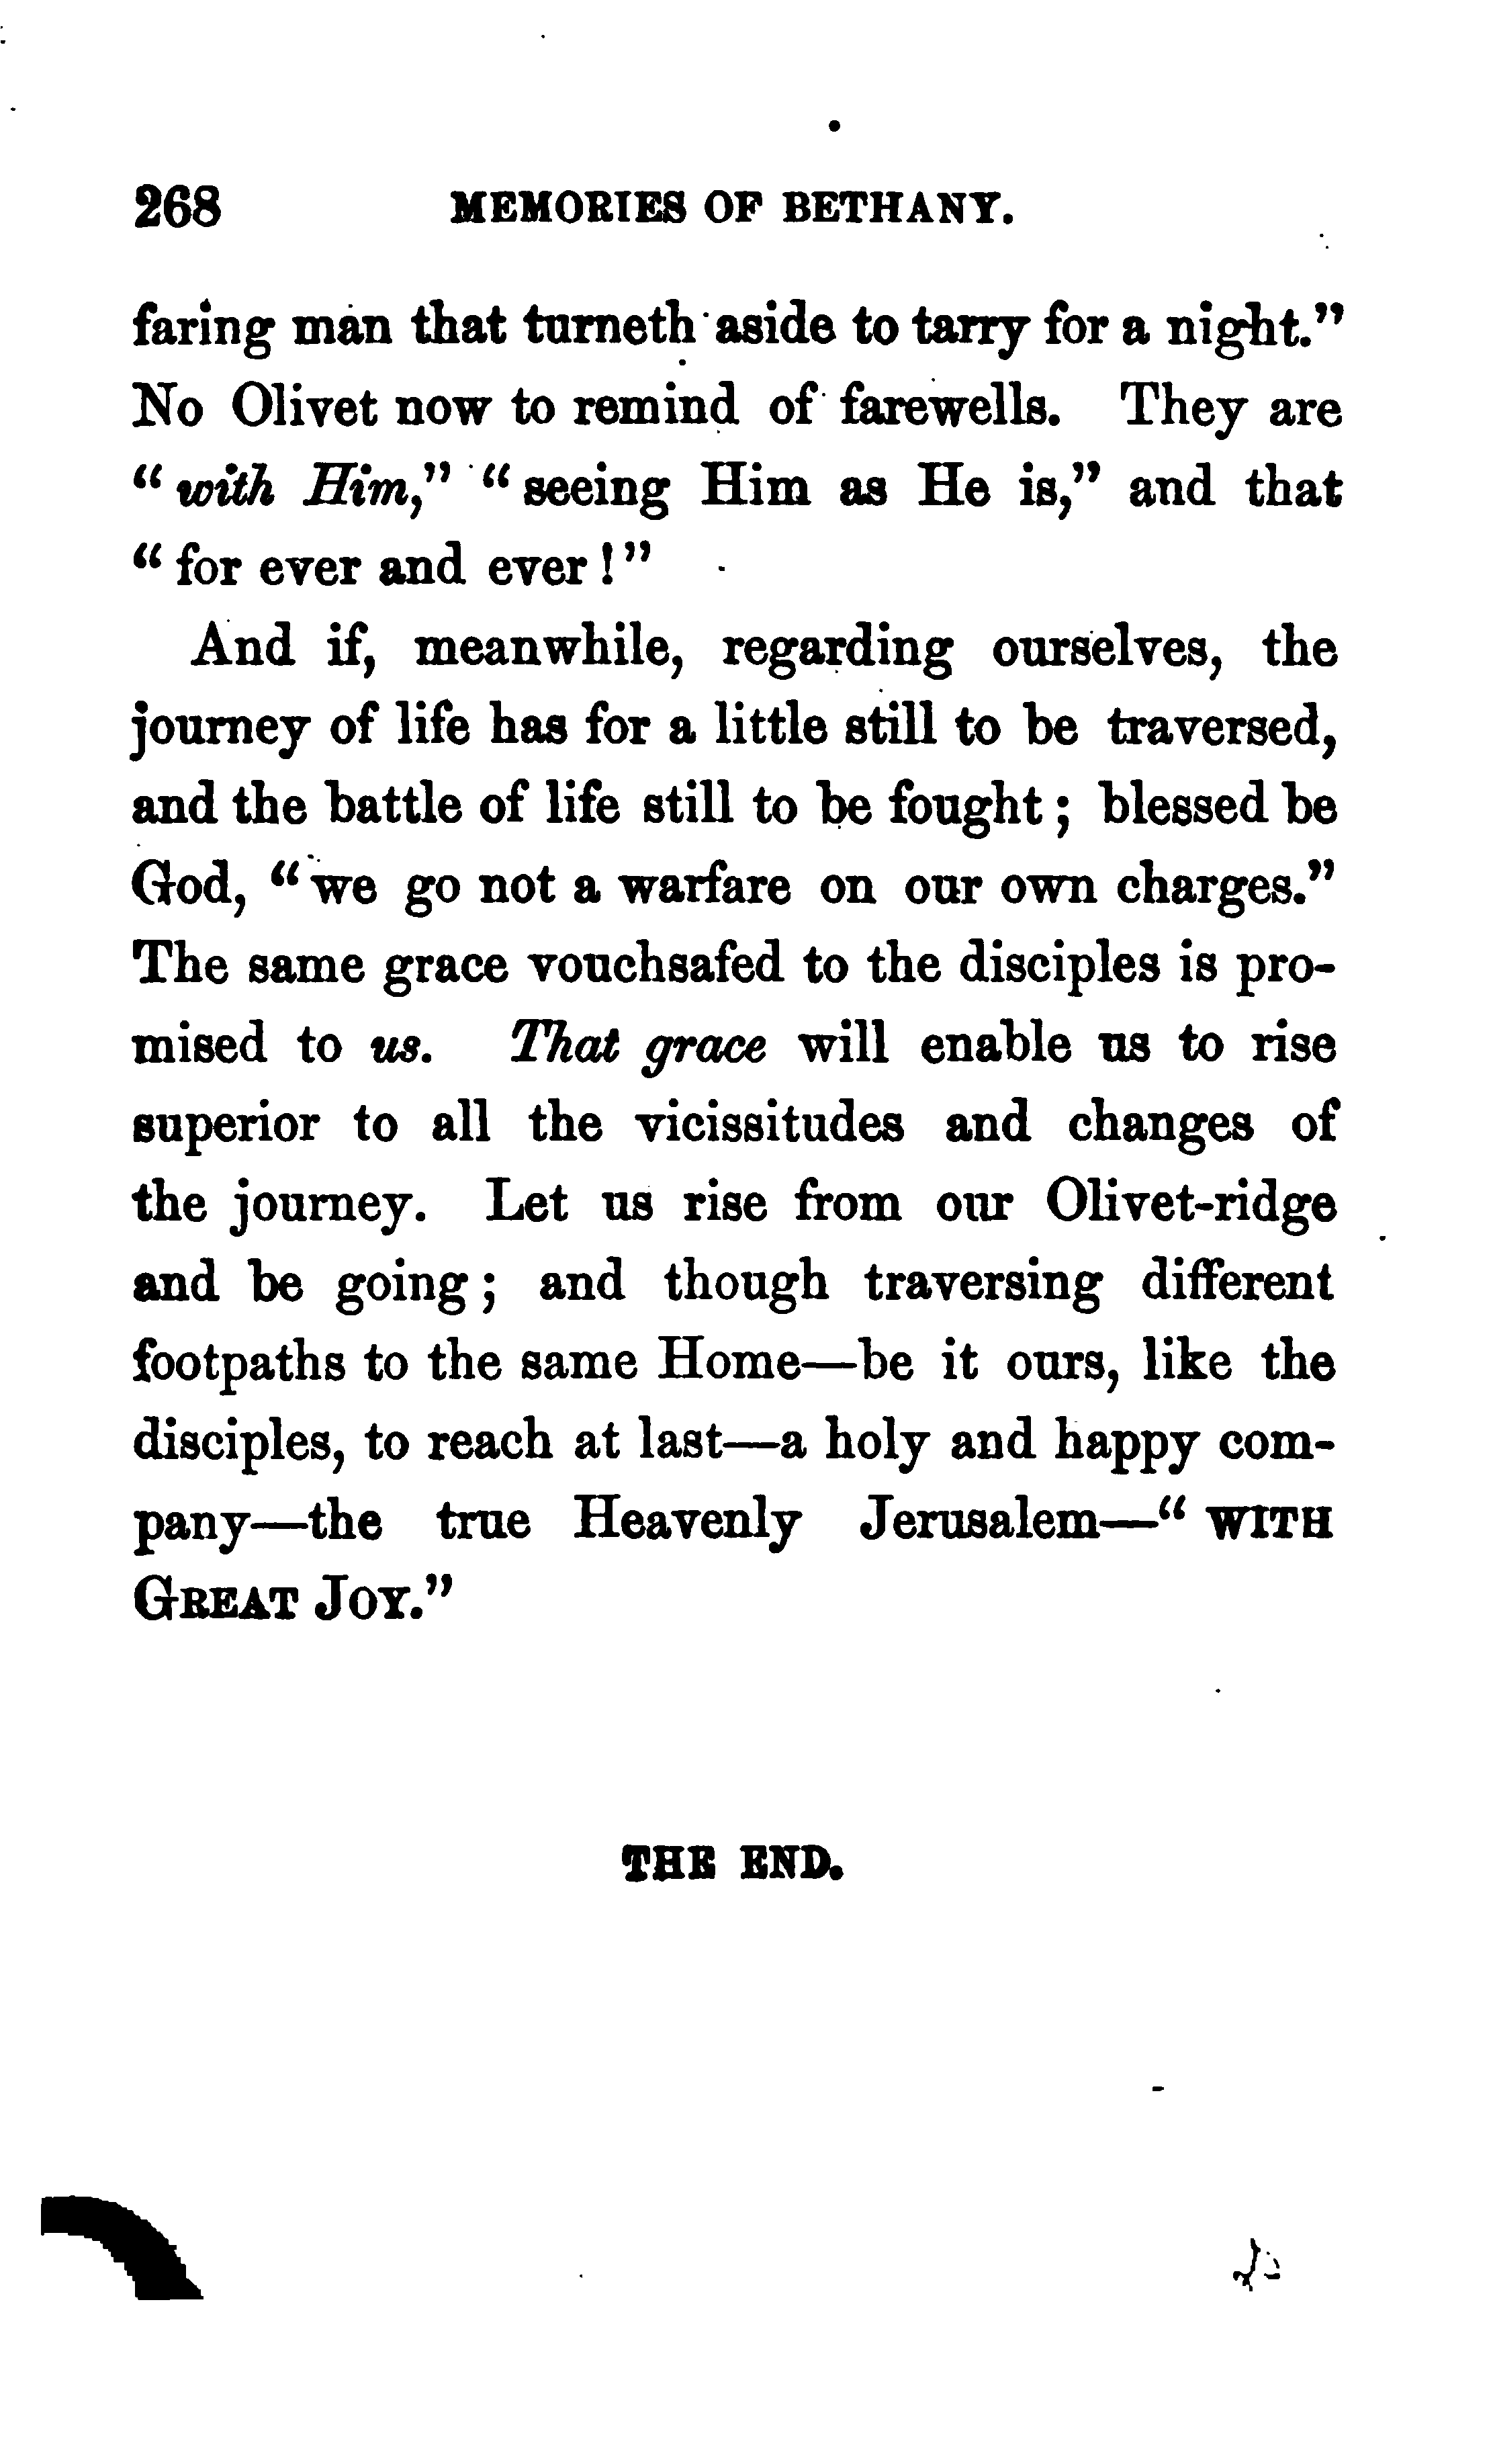 268 MEMORIES OF BETHANY.
faring man that turneth aside to tarry for a night.”
No Olivet now to remind of farewells. They are
“with Him,” “seeing Him as He is,” and that
“for ever and ever!”
And if, meanwhile, regarding ourselves, the
journey of life has for a little still to be traversed,
and the battle of life still to be fought; blessed be
God, “we go not a warfare on our own charges.”
The same grace vouchsafed to the disciples is pro-
mised to us. That grace will enable us to rise
superior to all the vicissitudes and changes of
the journey. Let us rise from our Olivet-ridge
and be going; and though traversing different
footpaths to the same Home—be it ours, like the
disciples, to reach at last—a holy and happy com-
pany—the true Heavenly Jerusalem—“WITH
GREAT JOY.”
THE END.